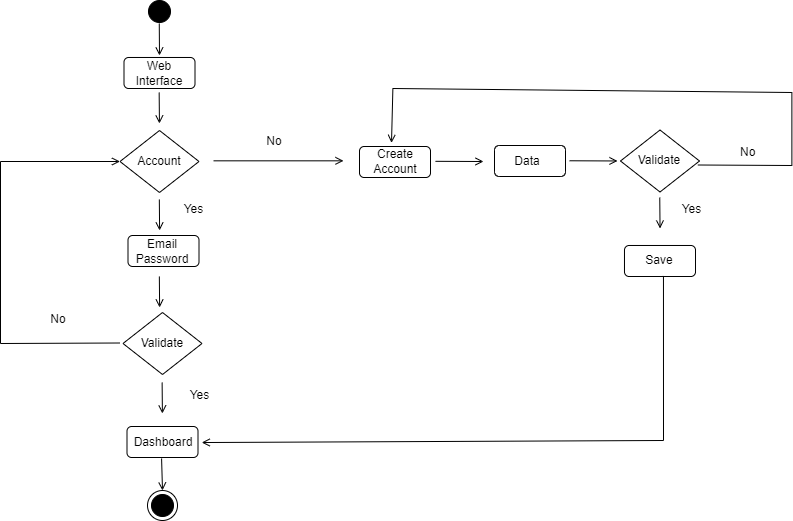 Web
Interface
Account
No
Create
Account
Data
Validate
No
Yes
Yes
Email
Password
Save
No
Validate
Yes
Dashboard